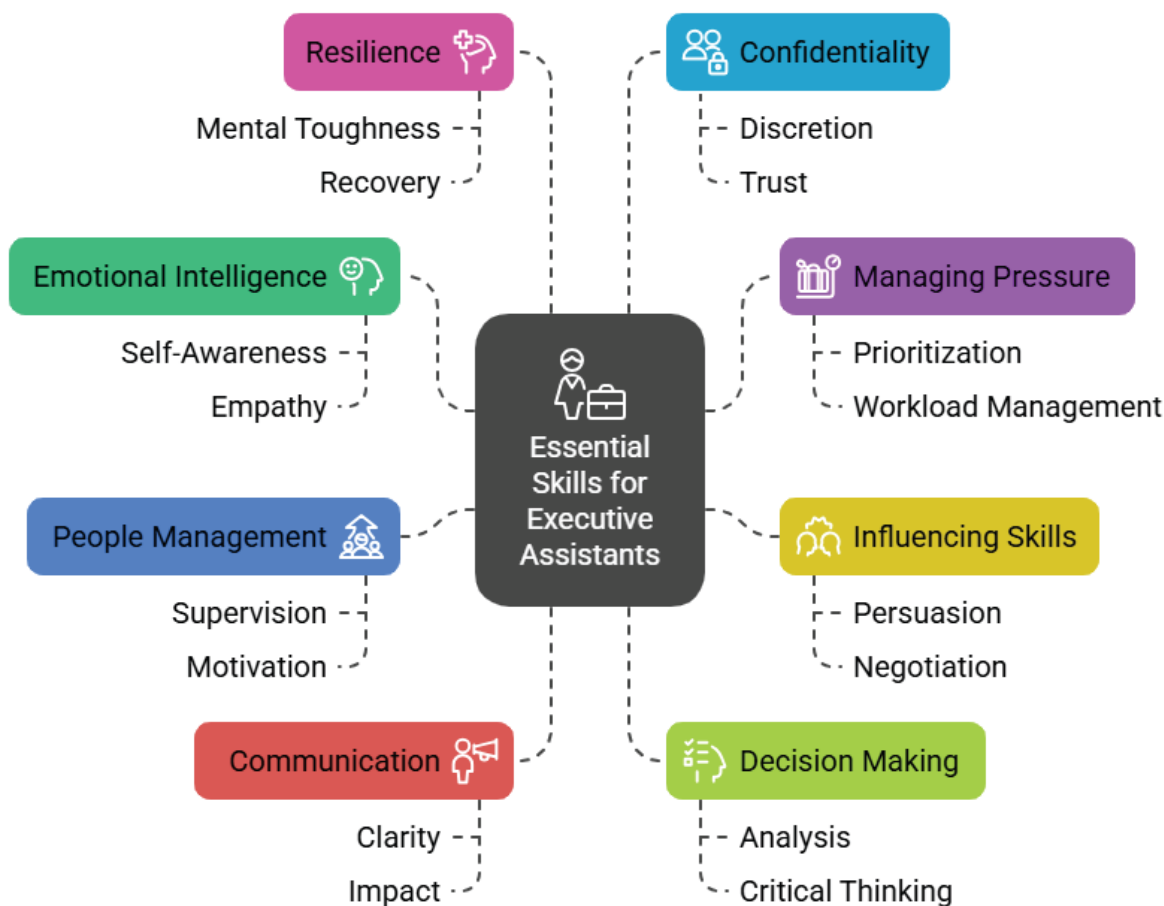 Resilience
Mental Toughness
Recovery
Confidentiality
Discretion
Trust
Emotional Intelligence
Self-Awareness
Empathy
Managing Pressure
Prioritization
Workload Management
Essential
Skills for
Executive
Assistants
People Management
Supervision
Motivation
Influencing Skills
Persuasion
Negotiation
Communication
Clarity
Impact
Decision Making
Analysis
Critical Thinking